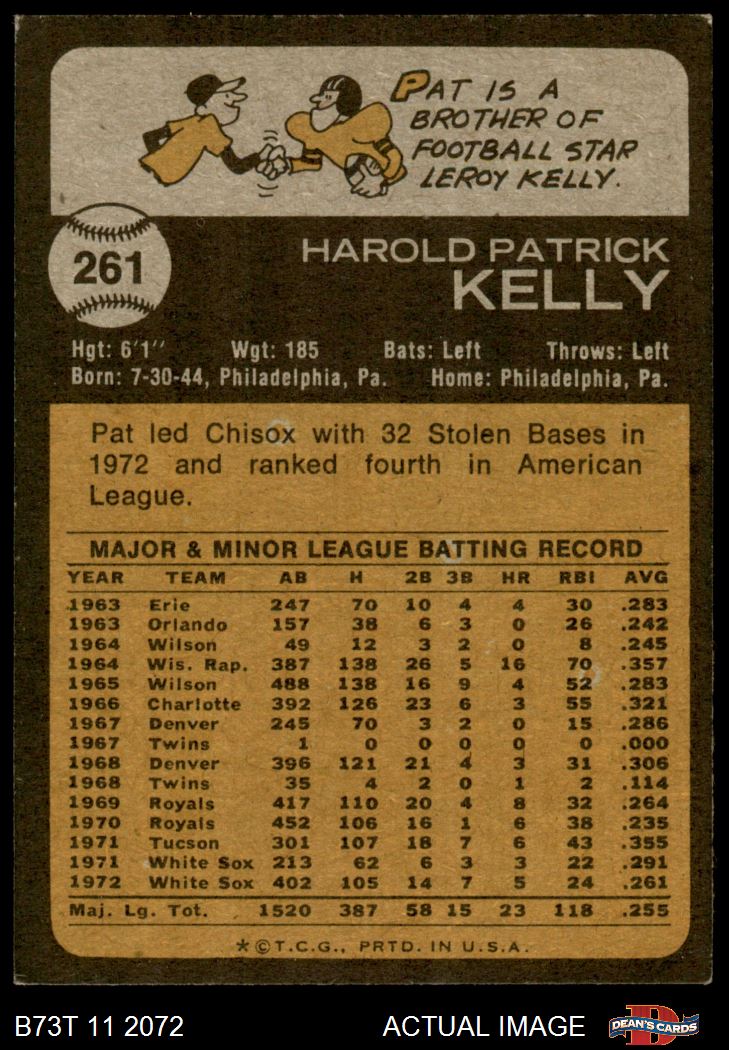 PAT IS A
BROTHER OF
FOOTBALL STAR
LEROY KELLY.
261
HAROLD PATRICK
KELLY
Hgt: 6'1" Wgt: 185 Bats: Left Throws: Left
Born: 7-30-44, Philadelphia, Pa. Home: Philadelphia, Pa.
Pat led Chisox with 32 Stolen Bases in
1972 and ranked fourth in American
League.
MAJOR & MINOR LEAGUE BATTING RECORD
YEAR TEAM AB H 2B 3B HR RBI AVG
1963 Erie 247 70 10 4 4 30 .283
1963 Orlando 157 38 6 3 0 26 .242
1964 Wilson 49 12 3 2 0 8 .245
1964 Wis. Rap. 387 138 26 5 16 70 .357
1965 Wilson 488 138 16 9 4 52 .283
1966 Charlotte 392 126 23 6 3 55 .321
1967 Denver 245 70 3 2 0 15 .286
1967 Twins 1 0 0 0 0 0 .000
1968 Denver 396 121 21 4 3 31 .306
1968 Twins 35 4 2 0 1 2 .114
1969 Royals 417 110 20 4 8 32 .264
1970 Royals 452 106 16 1 6 38 .235
1971 Tucson 301 107 18 7 6 43 .355
1971 White Sox 213 62 6 3 3 22 .291
1972 White Sox 402 105 14 7 5 24 .261
Maj. Lg. Tot. 1520 387 58 15 23 118 .255
*©T.C.G., PRTD. IN U.S.A.
B73T 11 2072 ACTUAL IMAGE D DEAN'S CARDS